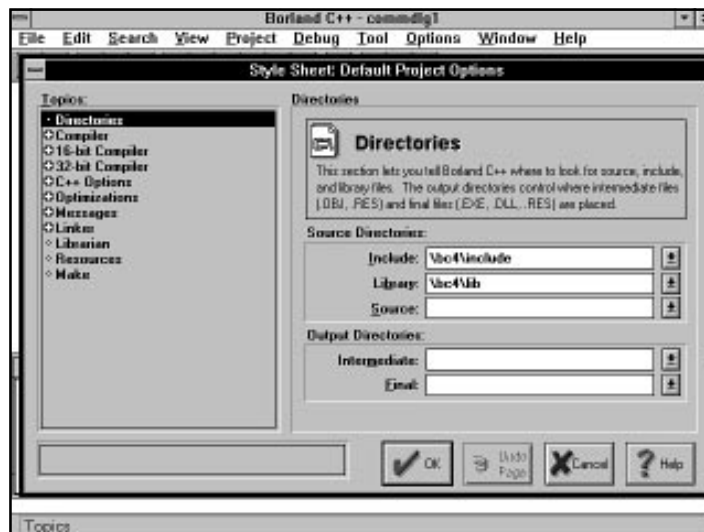 Borland C++ - commdlg1
File Edit Search View Project Debug Tool Options Window Help
Style Sheet: Default Project Options
Topics:
Directories
Compiler
16-bit Compiler
32-bit Compiler
C++ Options
Optimizations
Messages
Linker
Librarian
Resources
Make
Directories
Directories
This section lets you tell Borland C++ where to look for source, include,
and library files. The output directories control where intermediate files
(.OBJ, .RES) and final files (.EXE, .DLL, .RES) are placed.
Source Directories:
Include: \bc4\include
Library: \bc4\lib
Source:
Output Directories:
Intermediate:
Final:
OK
Undo
Page
Cancel
? Help
Topics